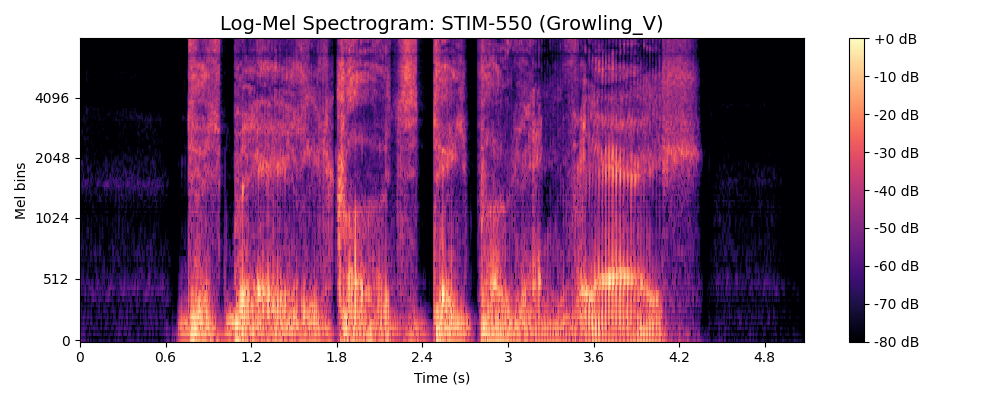 Log-Mel Spectrogram: STIM-550 (Growling_V)
Mel bins
4096
2048
1024
512
0
0 0.6 1.2 1.8 2.4 3 3.6 4.2 4.8
Time (s)
+0 dB
-10 dB
-20 dB
-30 dB
-40 dB
-50 dB
-60 dB
-70 dB
-80 dB